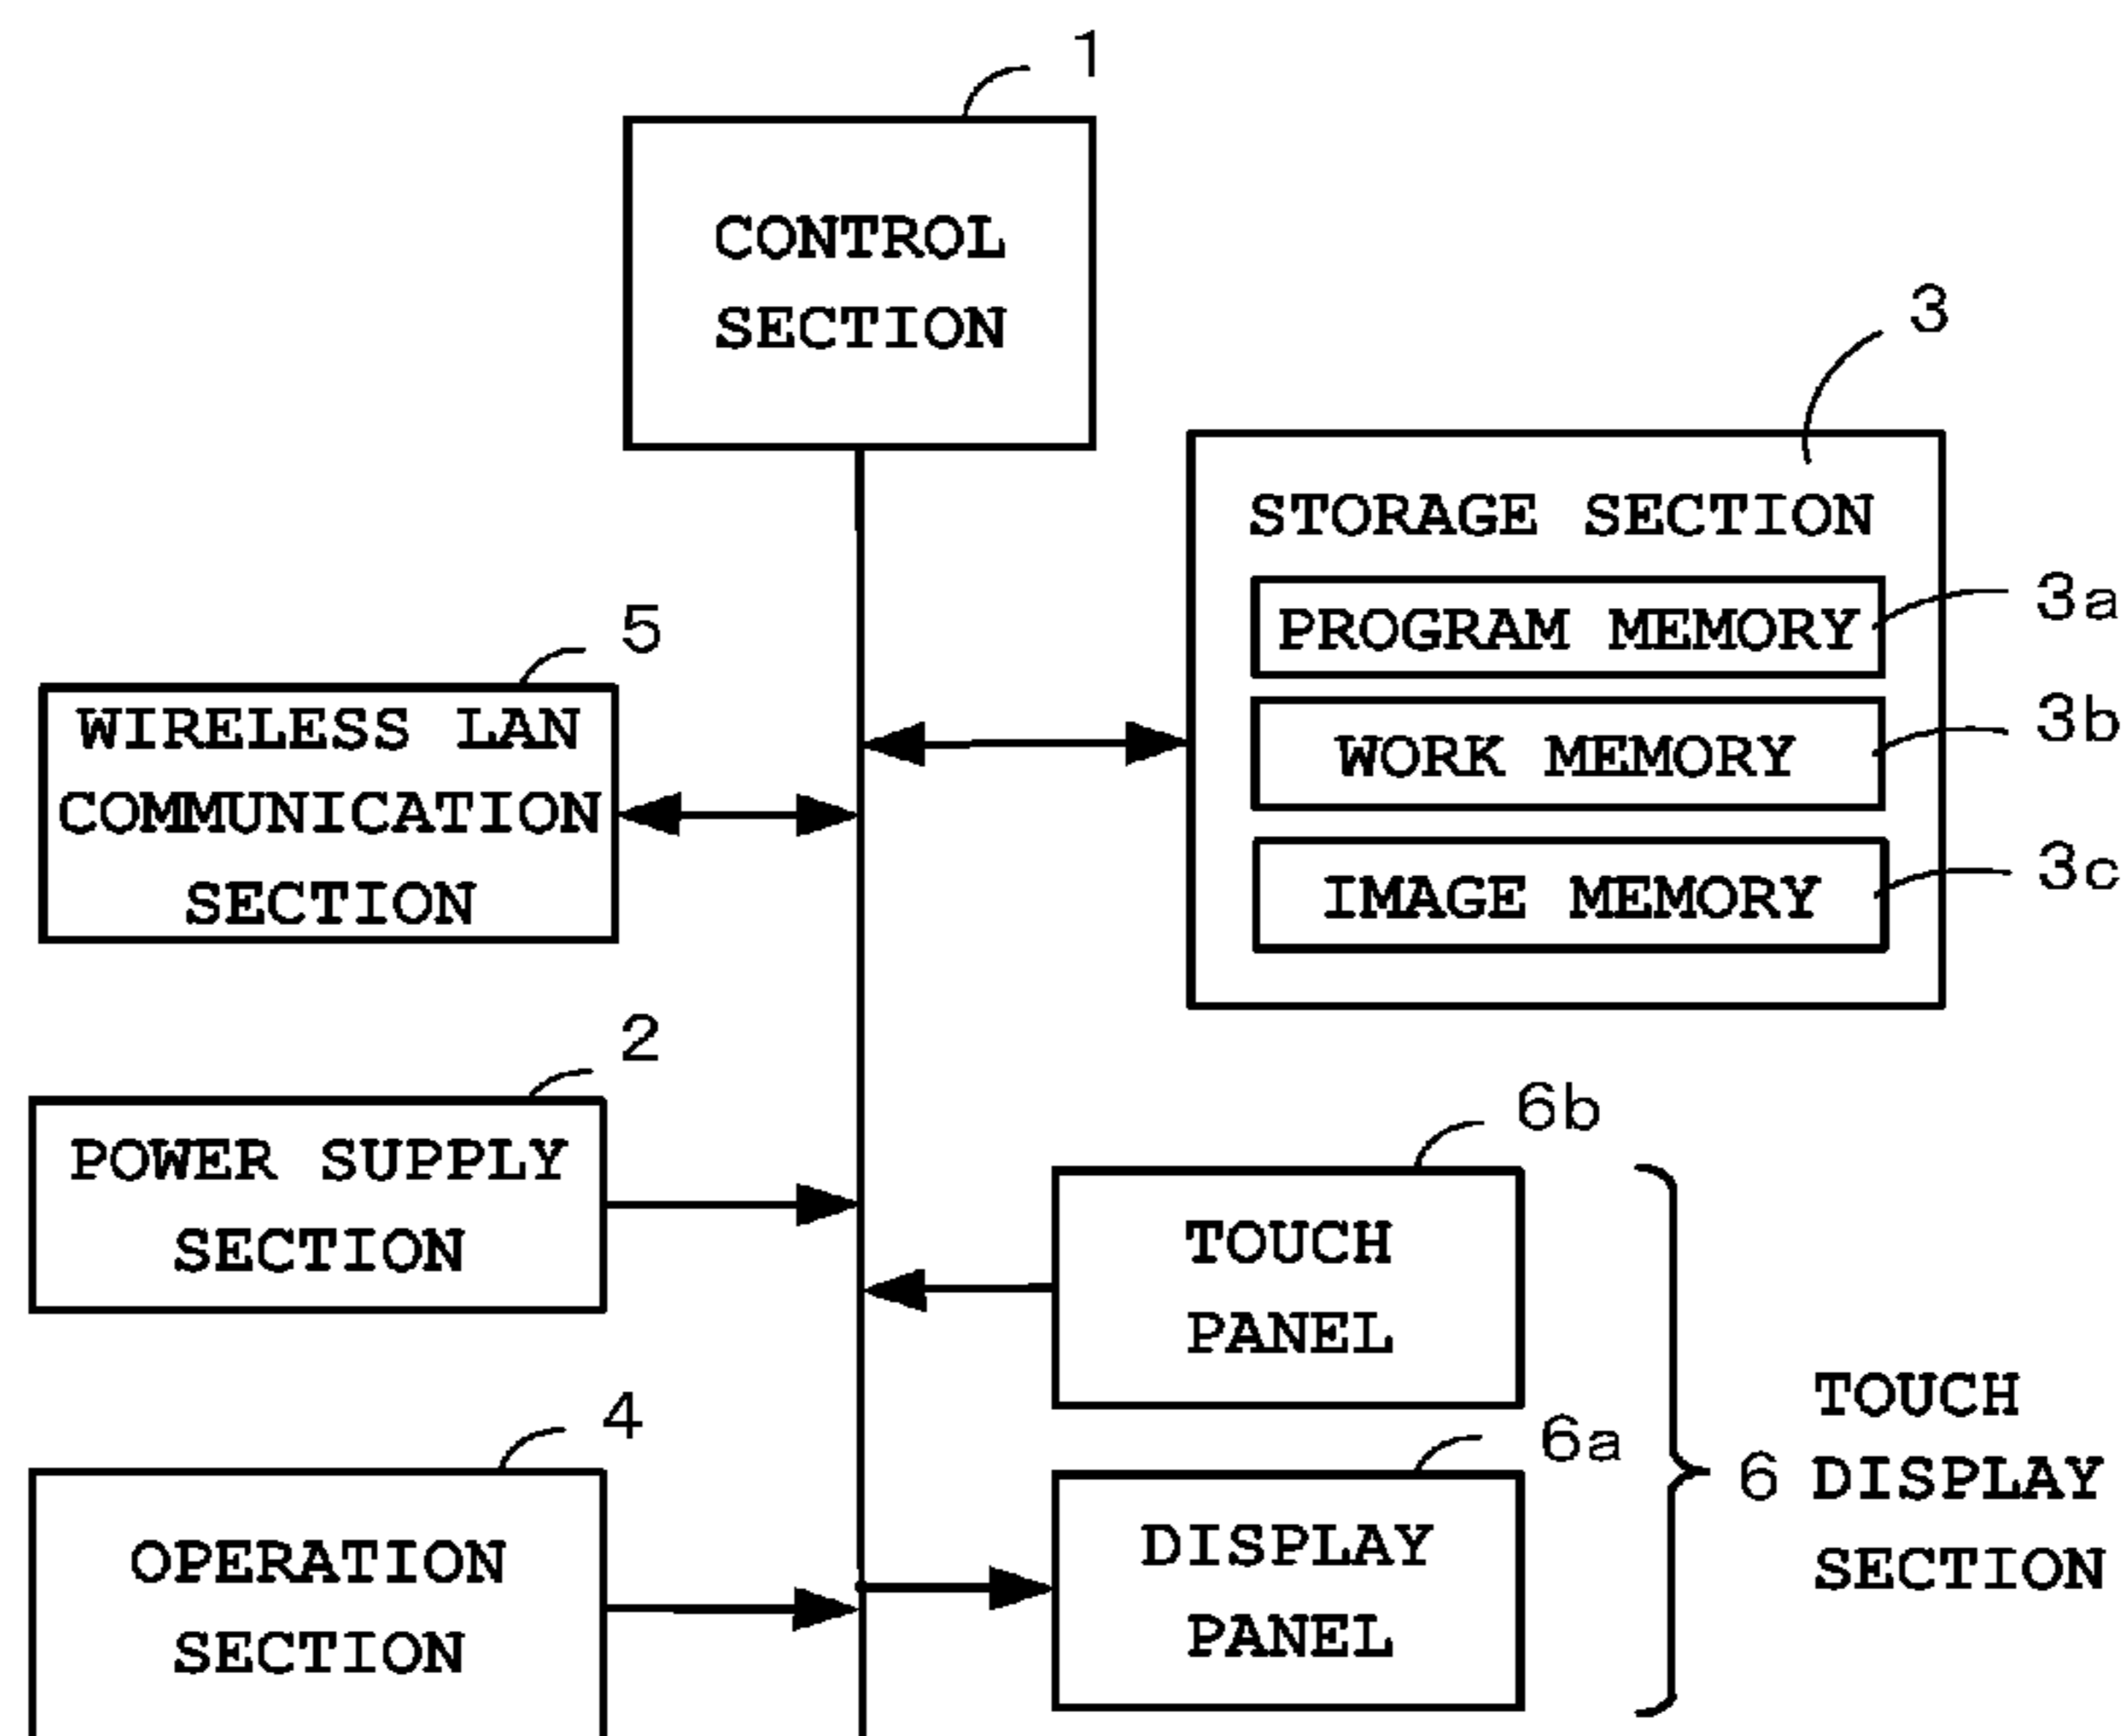 1
CONTROL
SECTION
3
STORAGE SECTION
3a
PROGRAM MEMORY
3b
WORK MEMORY
3c
IMAGE MEMORY
5
WIRELESS LAN
COMMUNICATION
SECTION
2
POWER SUPPLY
SECTION
6b
TOUCH
PANEL
4
OPERATION
SECTION
6a
DISPLAY
PANEL
6
TOUCH
DISPLAY
SECTION